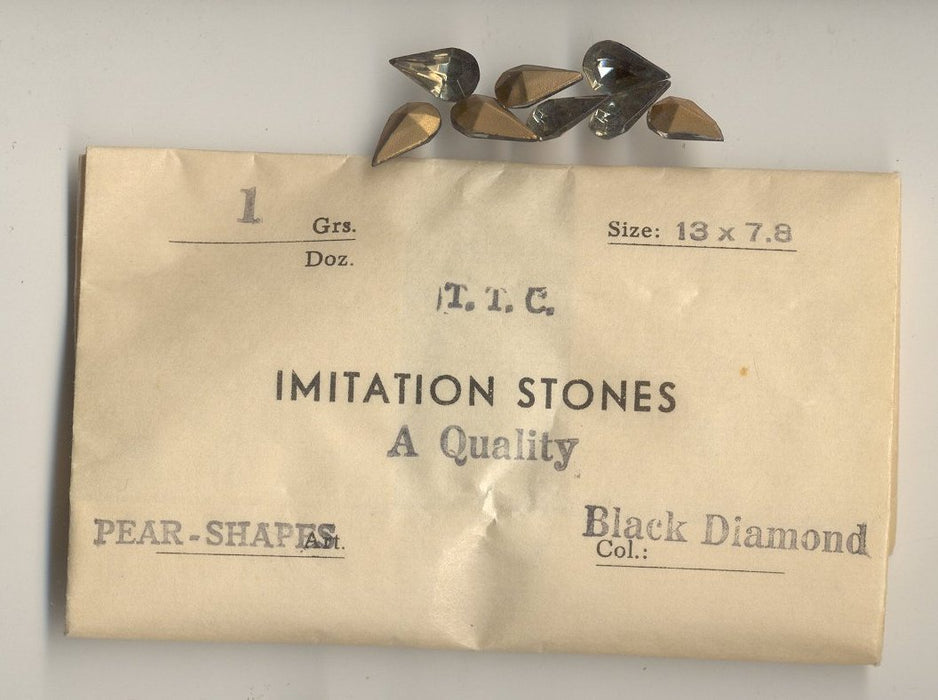 1 Grs.
Doz.
Size: 13 x 7.8
T. T. C.
IMITATION STONES
A Quality
PEAR-SHAPES Art.
Black Diamond
Col.: